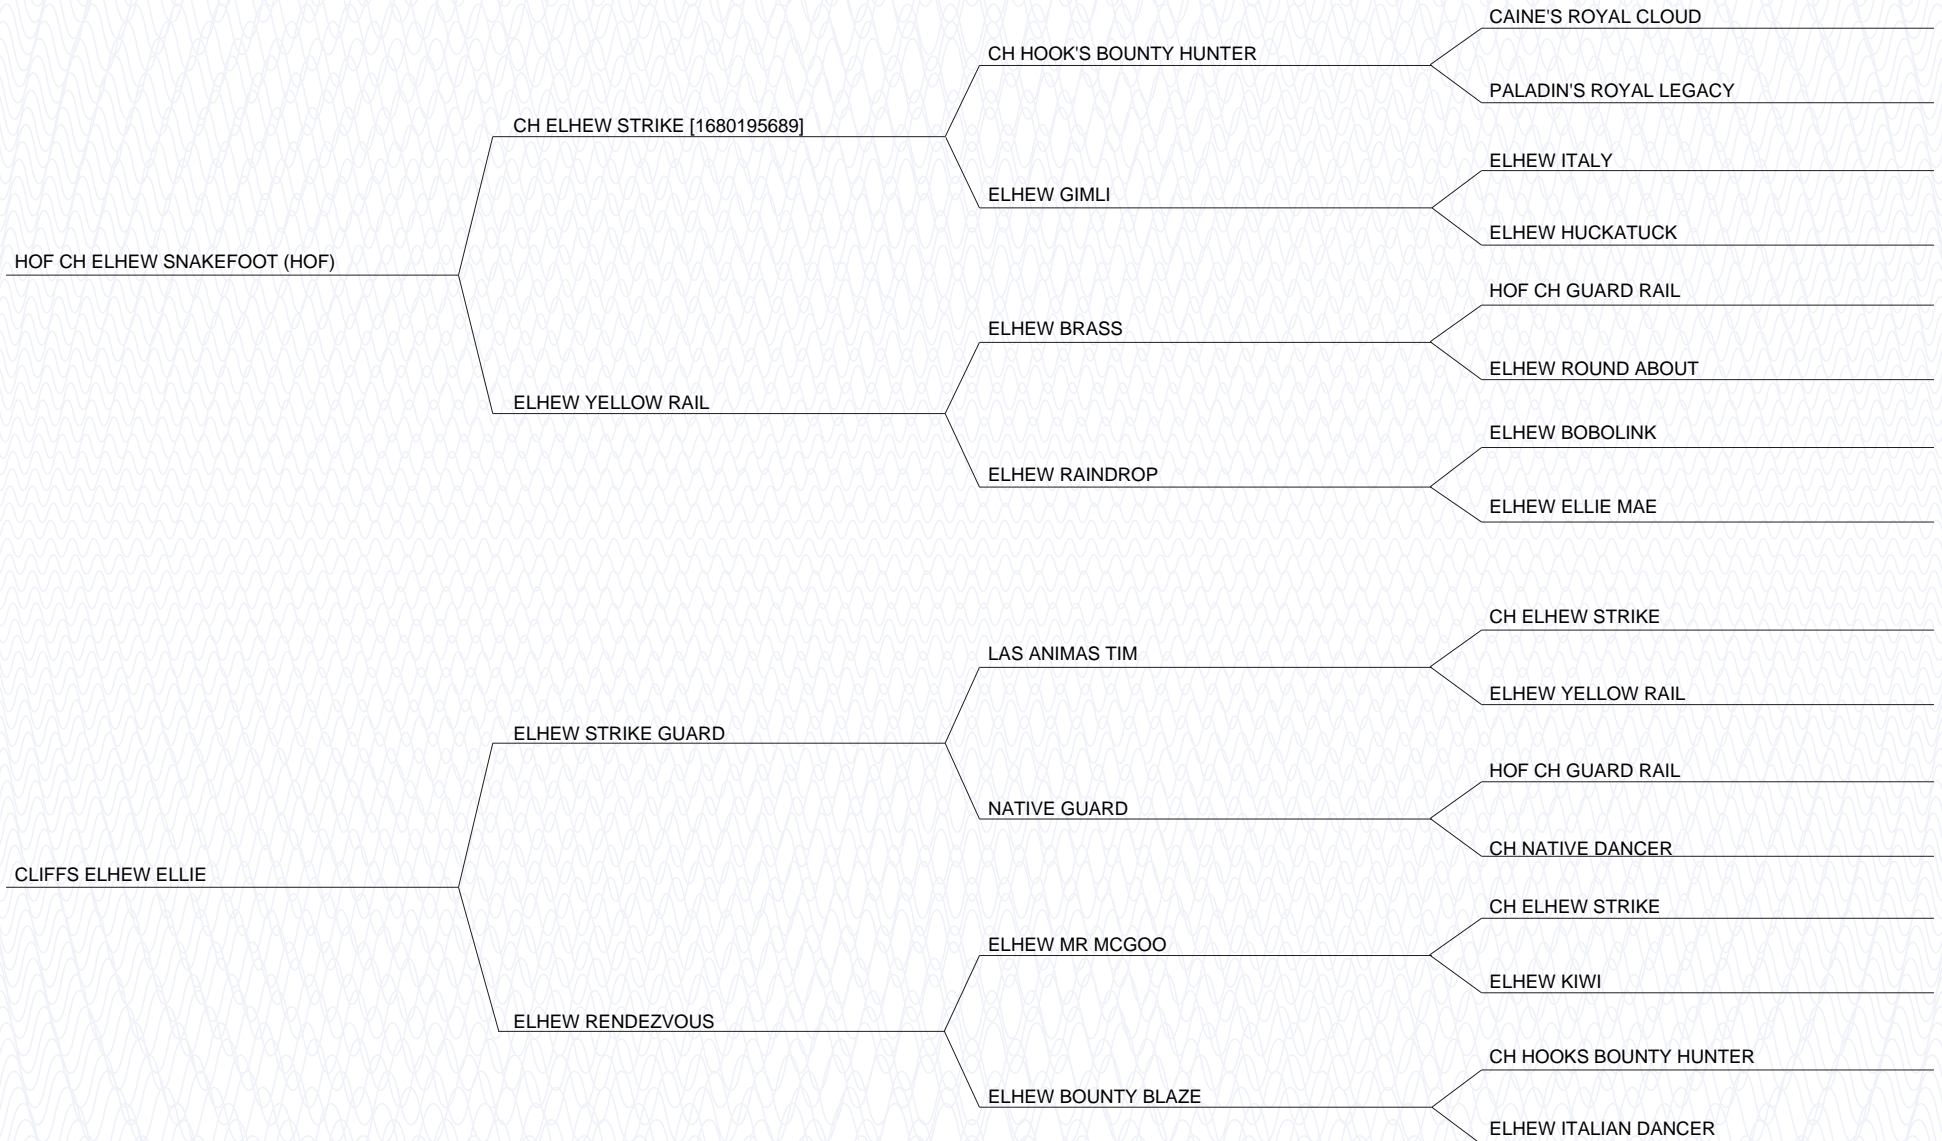 CAINE'S ROYAL CLOUD
CH HOOK'S BOUNTY HUNTER
PALADIN'S ROYAL LEGACY
CH ELHEW STRIKE [1680195689]
ELHEW ITALY
ELHEW GIMLI
ELHEW HUCKATUCK
HOF CH ELHEW SNAKEFOOT (HOF)
HOF CH GUARD RAIL
ELHEW BRASS
ELHEW ROUND ABOUT
ELHEW YELLOW RAIL
ELHEW BOBOLINK
ELHEW RAINDROP
ELHEW ELLIE MAE
CH ELHEW STRIKE
LAS ANIMAS TIM
ELHEW YELLOW RAIL
ELHEW STRIKE GUARD
HOF CH GUARD RAIL
NATIVE GUARD
CH NATIVE DANCER
CLIFFS ELHEW ELLIE
CH ELHEW STRIKE
ELHEW MR MCGOO
ELHEW KIWI
ELHEW RENDEZVOUS
CH HOOKS BOUNTY HUNTER
ELHEW BOUNTY BLAZE
ELHEW ITALIAN DANCER